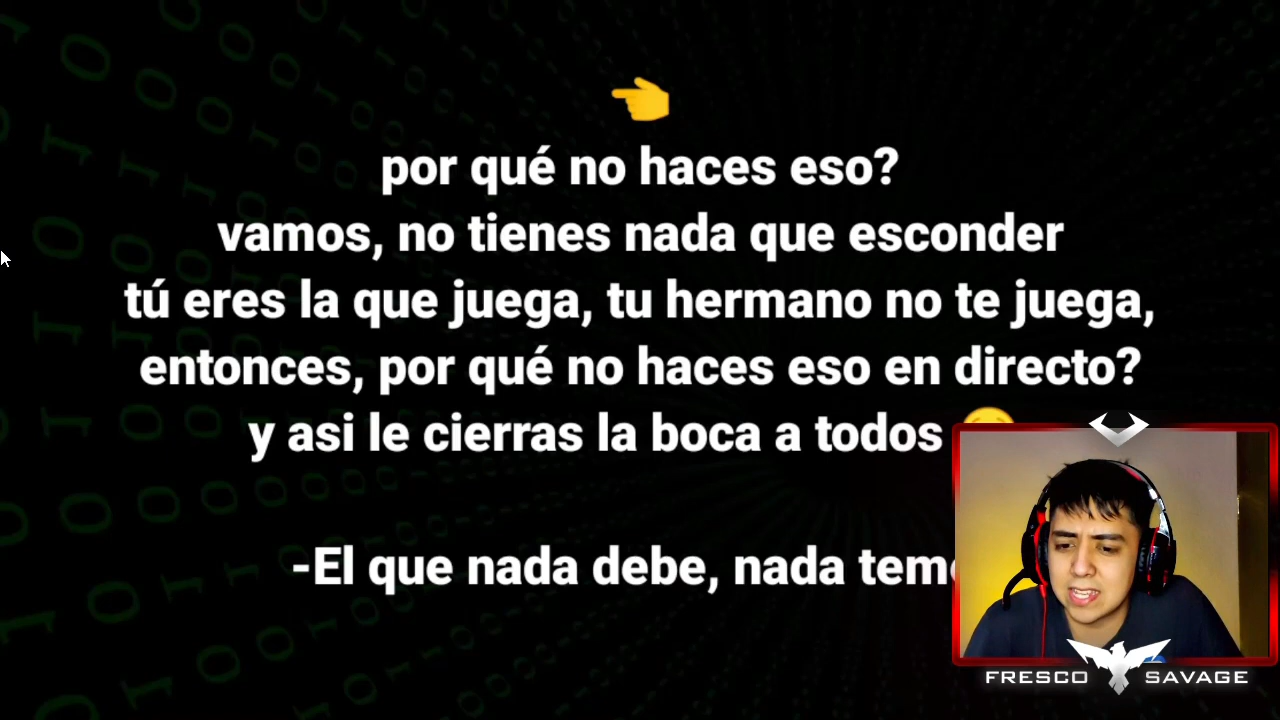 por qué no haces eso?
vamos, no tienes nada que esconder
tú eres la que juega, tu hermano no te juega,
entonces, por qué no haces eso en directo?
y asi le cierras la boca a todos
-El que nada debe, nada teme
FRESCO SAVAGE